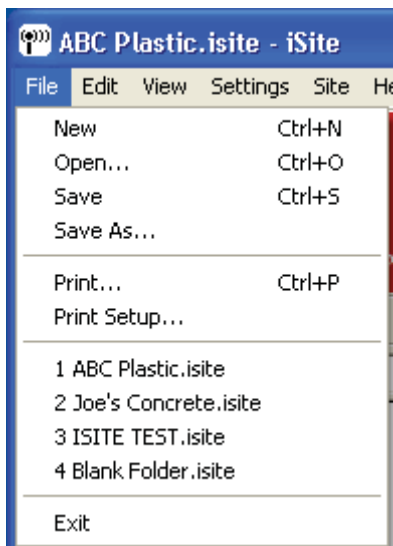 ABC Plastic.isite - iSite
File Edit View Settings Site He
New Ctrl+N
Open... Ctrl+O
Save Ctrl+S
Save As...
Print... Ctrl+P
Print Setup...
1 ABC Plastic.isite
2 Joe's Concrete.isite
3 ISITE TEST.isite
4 Blank Folder.isite
Exit